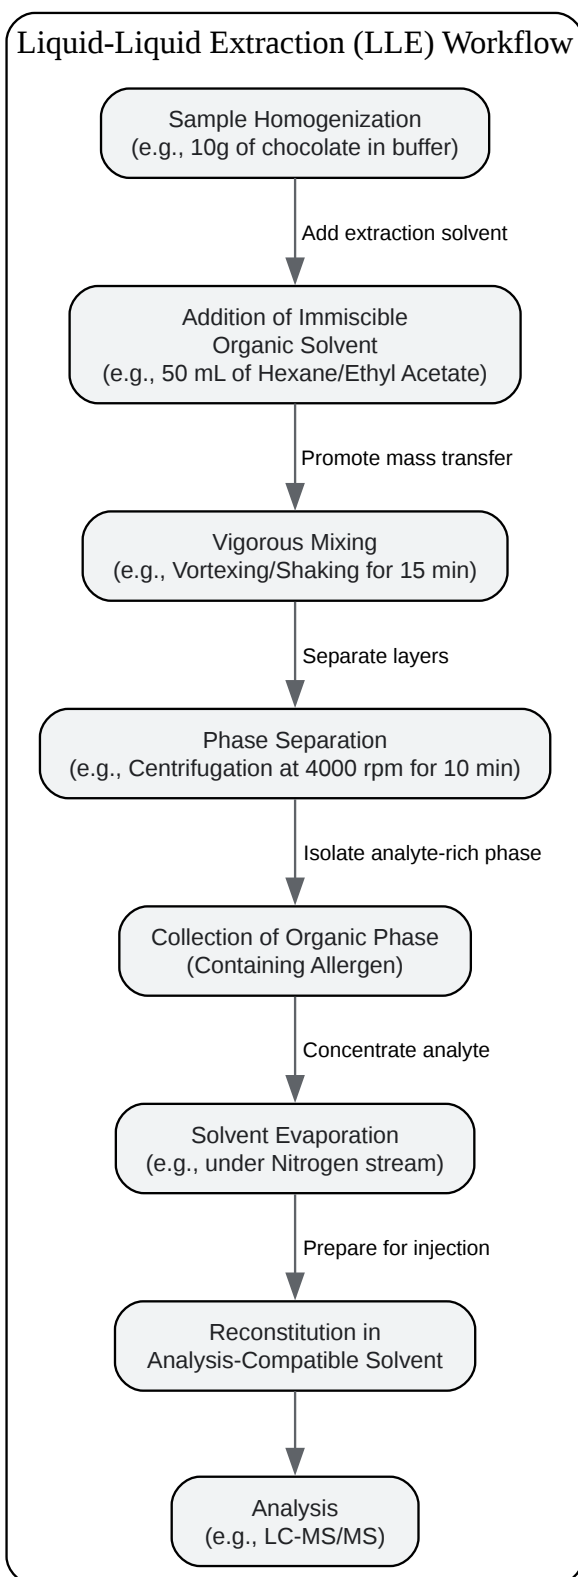 Liquid-Liquid Extraction (LLE) Workflow
Sample Homogenization
(e.g., 10g of chocolate in buffer)
Add extraction solvent
Addition of Immiscible
Organic Solvent
(e.g., 50 mL of Hexane/Ethyl Acetate)
Promote mass transfer
Vigorous Mixing
(e.g., Vortexing/Shaking for 15 min)
Separate layers
Phase Separation
(e.g., Centrifugation at 4000 rpm for 10 min)
Isolate analyte-rich phase
Collection of Organic Phase
(Containing Allergen)
Concentrate analyte
Solvent Evaporation
(e.g., under Nitrogen stream)
Prepare for injection
Reconstitution in
Analysis-Compatible Solvent
Analysis
(e.g., LC-MS/MS)